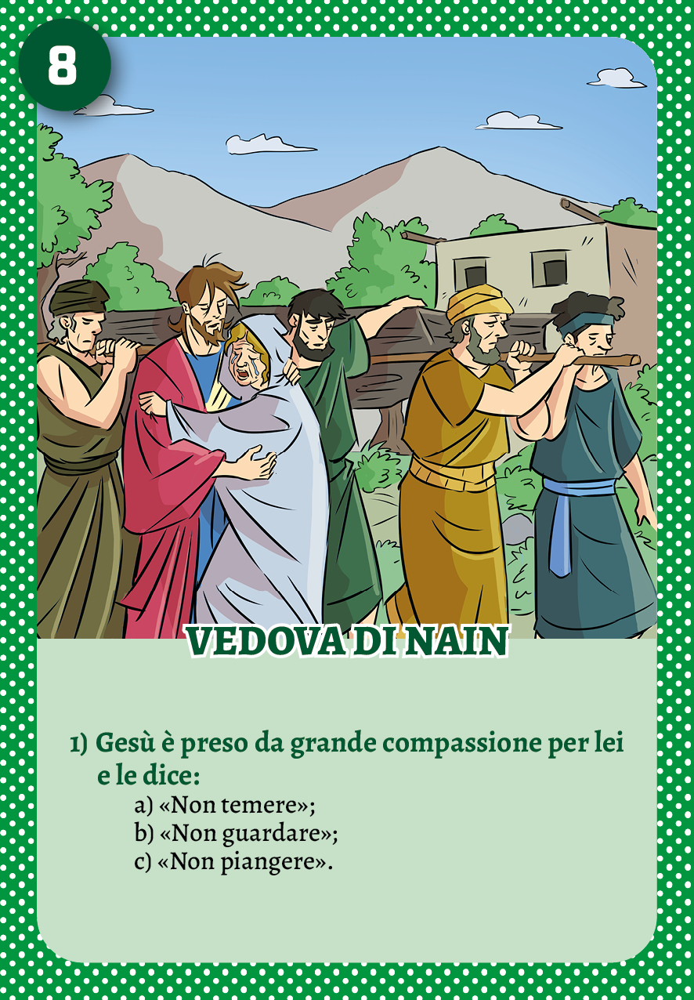 8
VEDOVA DI NAIN
1) Gesù è preso da grande compassione per lei
e le dice:
a) «Non temere»;
b) «Non guardare»;
c) «Non piangere».